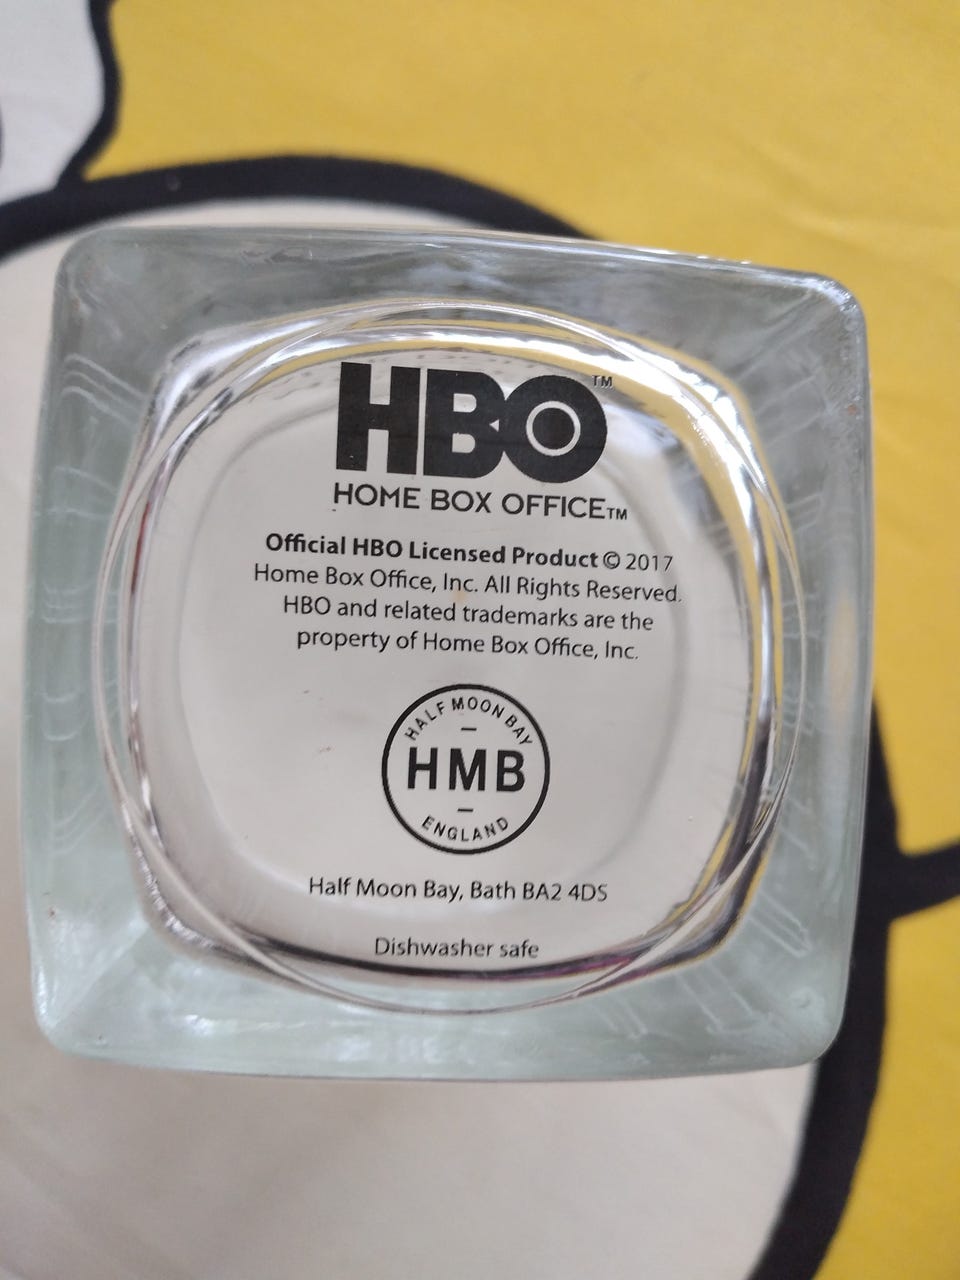 HBO™
HOME BOX OFFICE™
Official HBO Licensed Product © 2017
Home Box Office, Inc. All Rights Reserved.
HBO and related trademarks are the
property of Home Box Office, Inc.
HALF MOON BAY
HMB
ENGLAND
Half Moon Bay, Bath BA2 4DS
Dishwasher safe